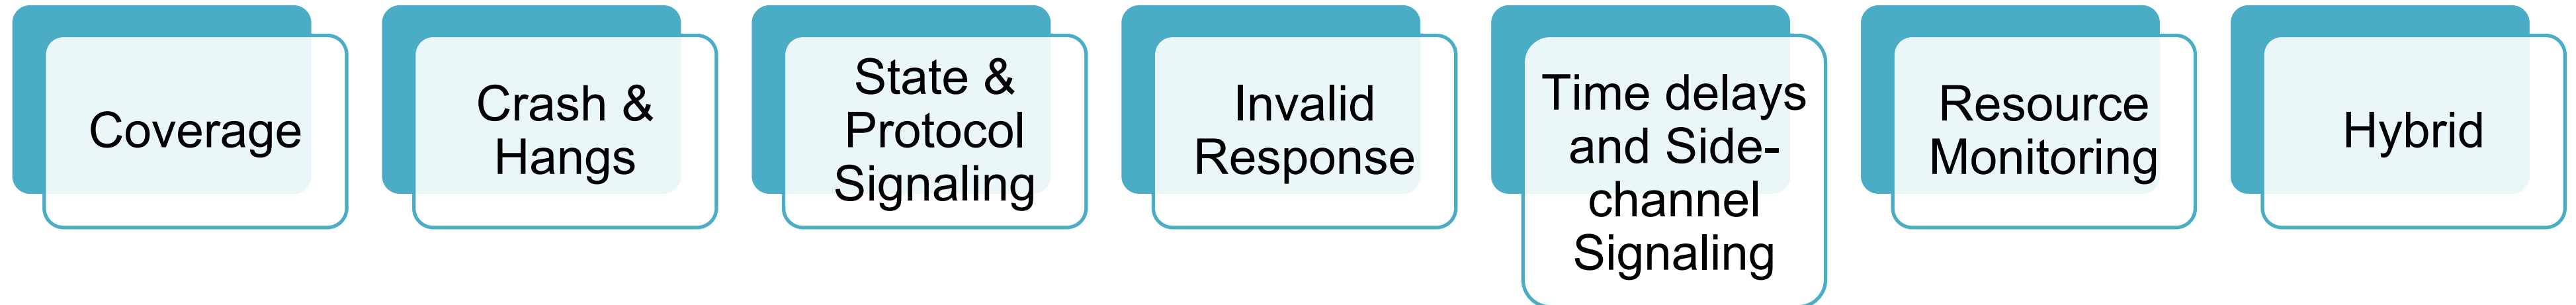 Coverage
Crash &
Hangs
State &
Protocol
Signaling
Invalid
Response
Time delays
and Side-
channel
Signaling
Resource
Monitoring
Hybrid